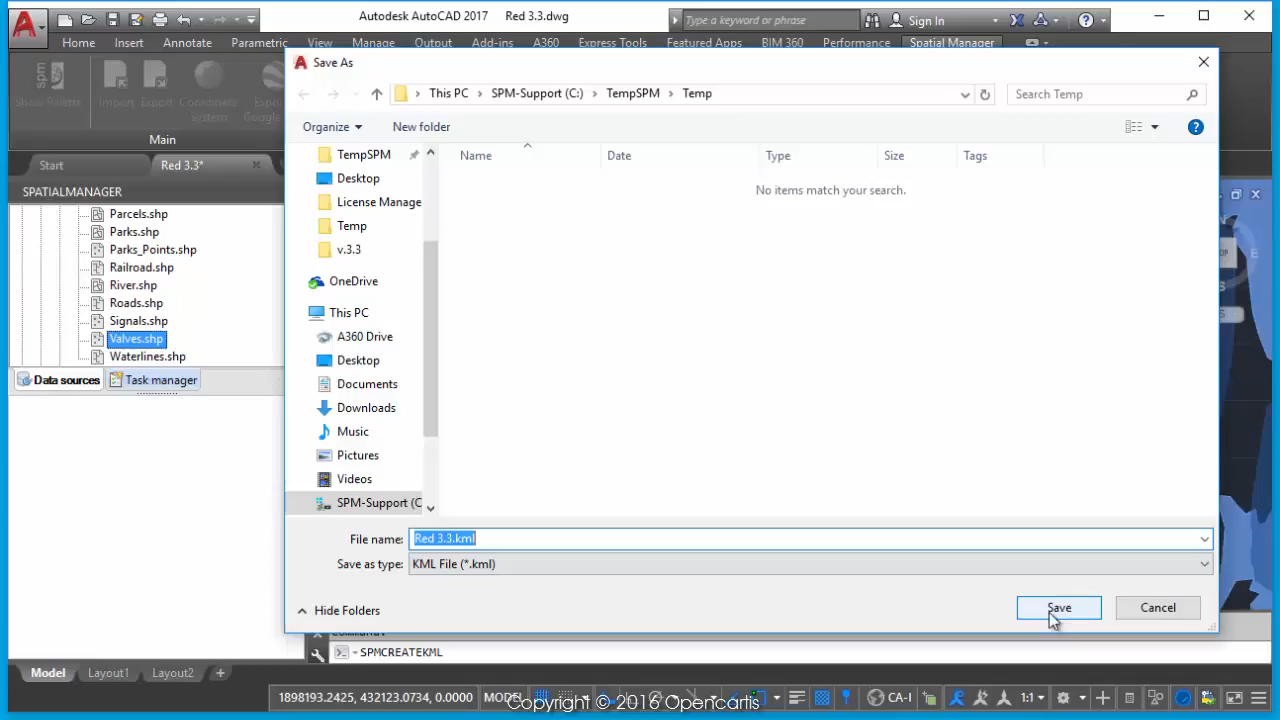 Autodesk AutoCAD 2017 Red 3.3.dwg
Type a keyword or phrase
Sign In
Home Insert Annotate Parametric View Manage Output Add-ins A360 Express Tools Featured Apps BIM 360 Performance Spatial Manager
spm
Show Palette Import Export
System
Main
Start Red 3.3*
SPATIALMANAGER
Parcels.shp
Parks.shp
Parks_Points.shp
Railroad.shp
River.shp
Roads.shp
Signals.shp
Valves.shp
Waterlines.shp
Data sources Task manager
Save As
This PC SPM-Support (C:) TempSPM Temp
Search Temp
Organize New folder
Name Date Type Size Tags
No items match your search.
TempSPM
Desktop
License Manage
Temp
v.3.3
OneDrive
This PC
A360 Drive
Desktop
Documents
Downloads
Music
Pictures
Videos
SPM-Support (C
File name: Red 3.3.kml
Save as type: KML File (*.kml)
Hide Folders
Save Cancel
SPMCREATEKML
Model Layout1 Layout2 +
1898193.2425, 432123.0734, 0.0000 MODEL CA-I 1:1
Copyright © 2016 Opencartis